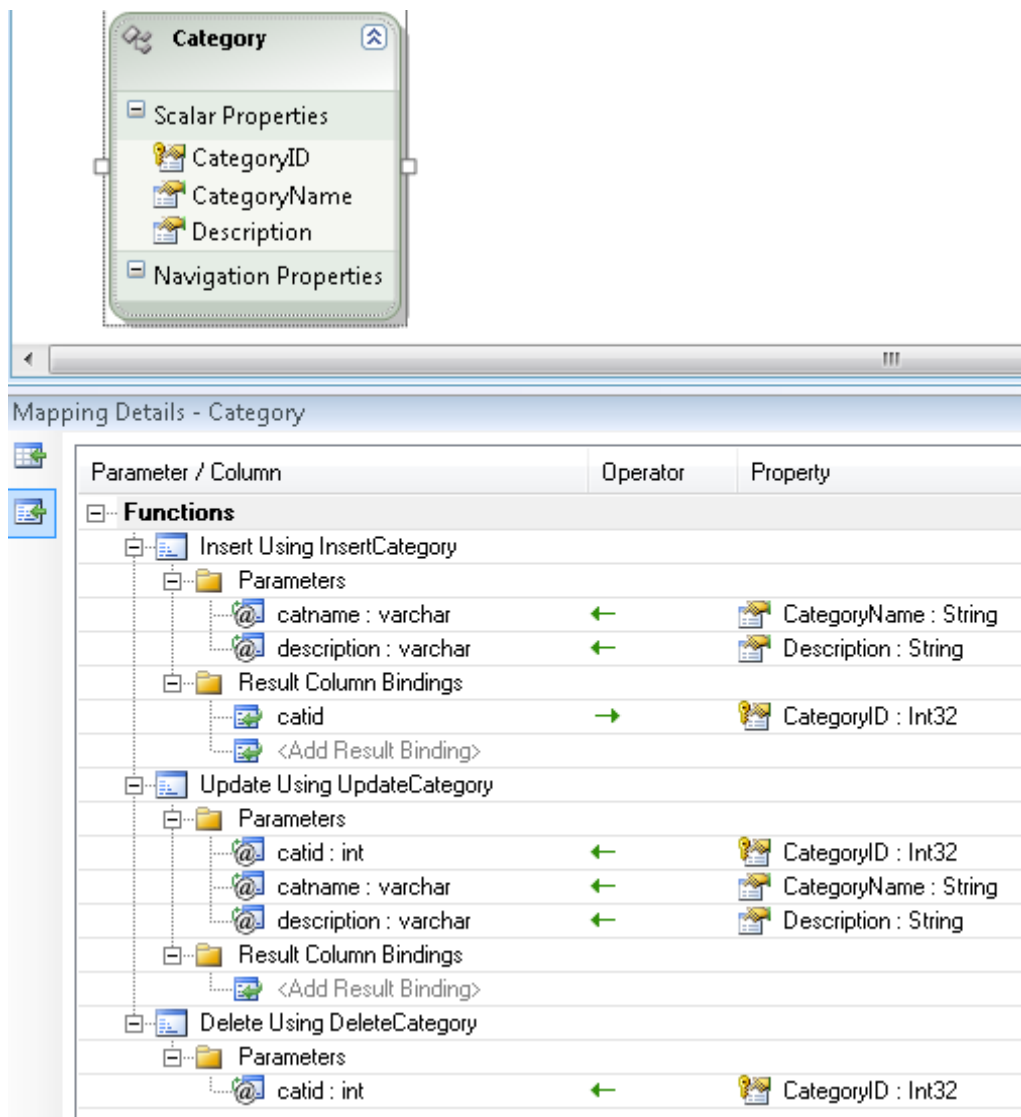 Category
Scalar Properties
CategoryID
CategoryName
Description
Navigation Properties
Mapping Details - Category
Parameter / Column Operator Property
Functions
Insert Using InsertCategory
Parameters
catname : varchar ← CategoryName : String
description : varchar ← Description : String
Result Column Bindings
catid → CategoryID : Int32
<Add Result Binding>
Update Using UpdateCategory
Parameters
catid : int ← CategoryID : Int32
catname : varchar ← CategoryName : String
description : varchar ← Description : String
Result Column Bindings
<Add Result Binding>
Delete Using DeleteCategory
Parameters
catid : int ← CategoryID : Int32